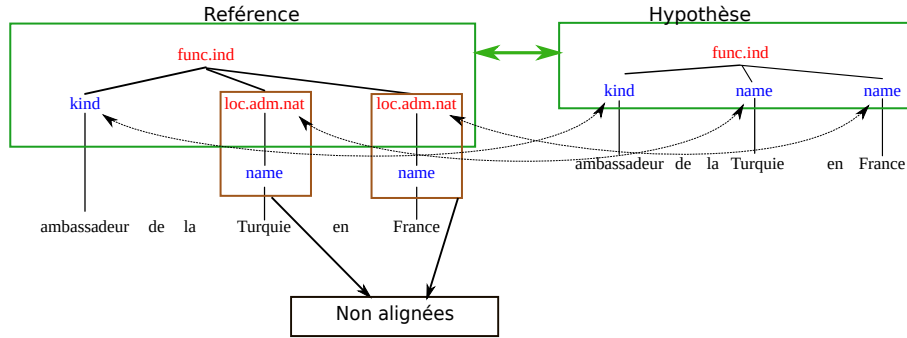 Reférence
Hypothèse
func.ind
func.ind
kind
loc.adm.nat
loc.adm.nat
kind
name
name
name
name
ambassadeur de la Turquie en France
ambassadeur de la Turquie en France
Non alignées